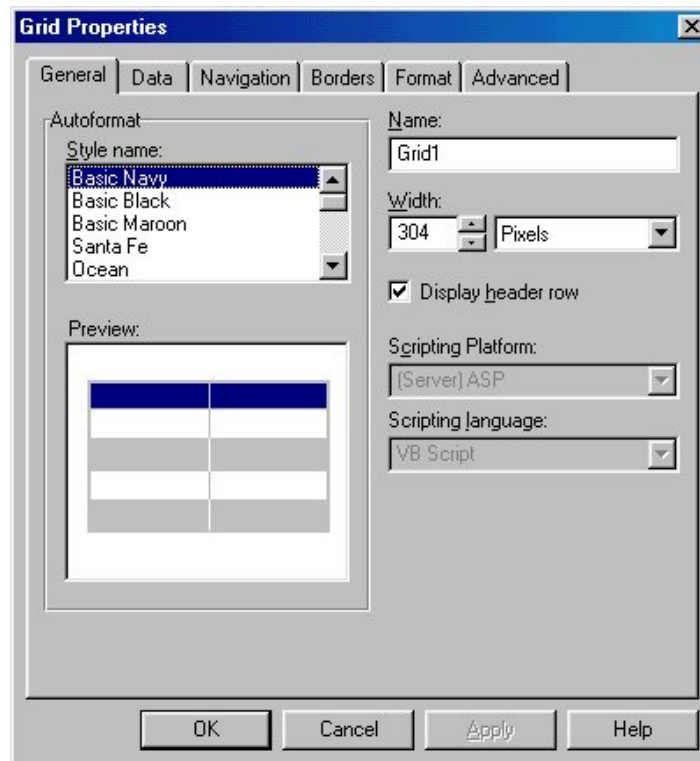 Grid Properties
General Data Navigation Borders Format Advanced
Autoformat
Style name:
Basic Navy
Basic Black
Basic Maroon
Santa Fe
Ocean
Preview:
Name:
Grid1
Width:
304 Pixels
Display header row
Scripting Platform:
(Server) ASP
Scripting language:
VB Script
OK Cancel Apply Help